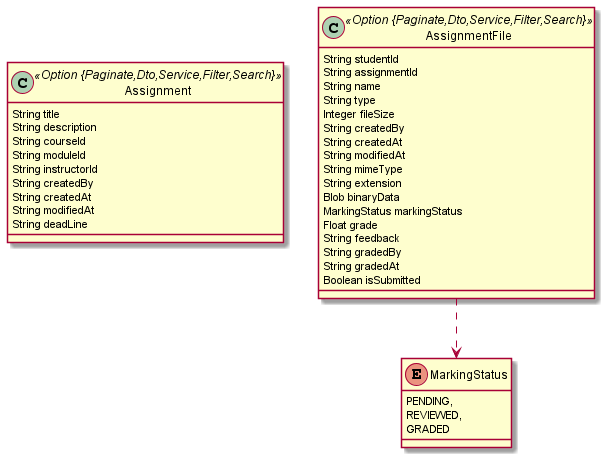 C
«Option {Paginate,Dto,Service,Filter,Search}»
Assignment
String title
String description
String courseId
String moduleId
String instructorId
String createdBy
String createdAt
String modifiedAt
String deadLine
C
«Option {Paginate,Dto,Service,Filter,Search}»
AssignmentFile
String studentId
String assignmentId
String name
String type
Integer fileSize
String createdBy
String createdAt
String modifiedAt
String mimeType
String extension
Blob binaryData
MarkingStatus markingStatus
Float grade
String feedback
String gradedBy
String gradedAt
Boolean isSubmitted
E MarkingStatus
PENDING,
REVIEWED,
GRADED